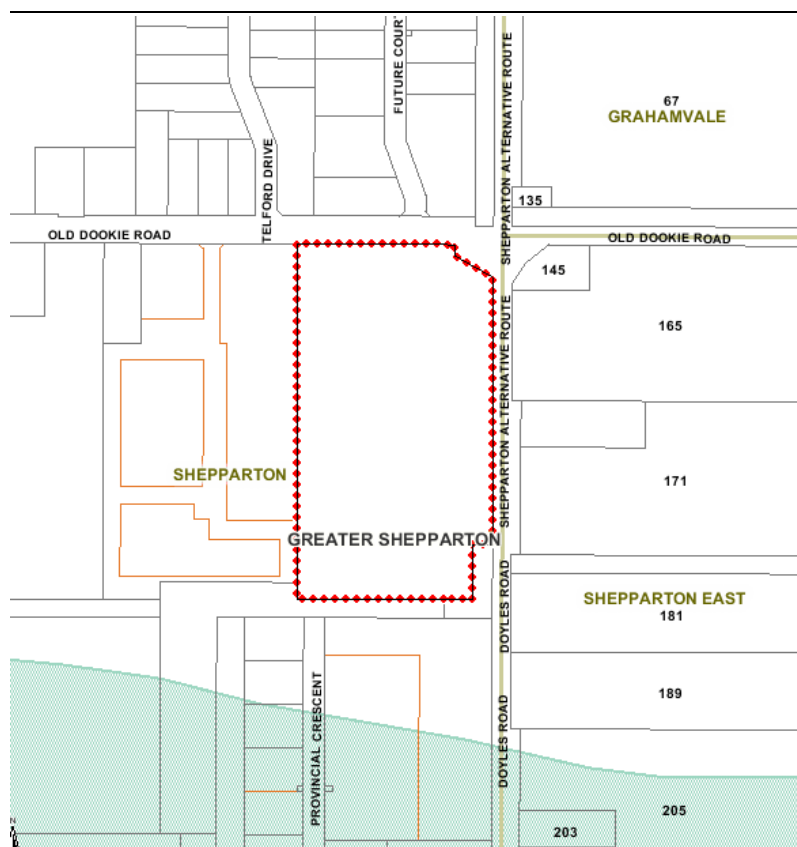 FUTURE COUR
SHEPPARTON ALTERNATIVE ROUTE
67
GRAHAMVALE
135
TELFORD DRIVE
OLD DOOKIE ROAD
OLD DOOKIE ROAD
145
165
SHEPPARTON ALTERNATIVE ROUTE
SHEPPARTON
171
GREATER SHEPPARTON
DOYLES ROAD
SHEPPARTON EAST
181
189
PROVINCIAL CRESCENT
DOYLES ROAD
205
203